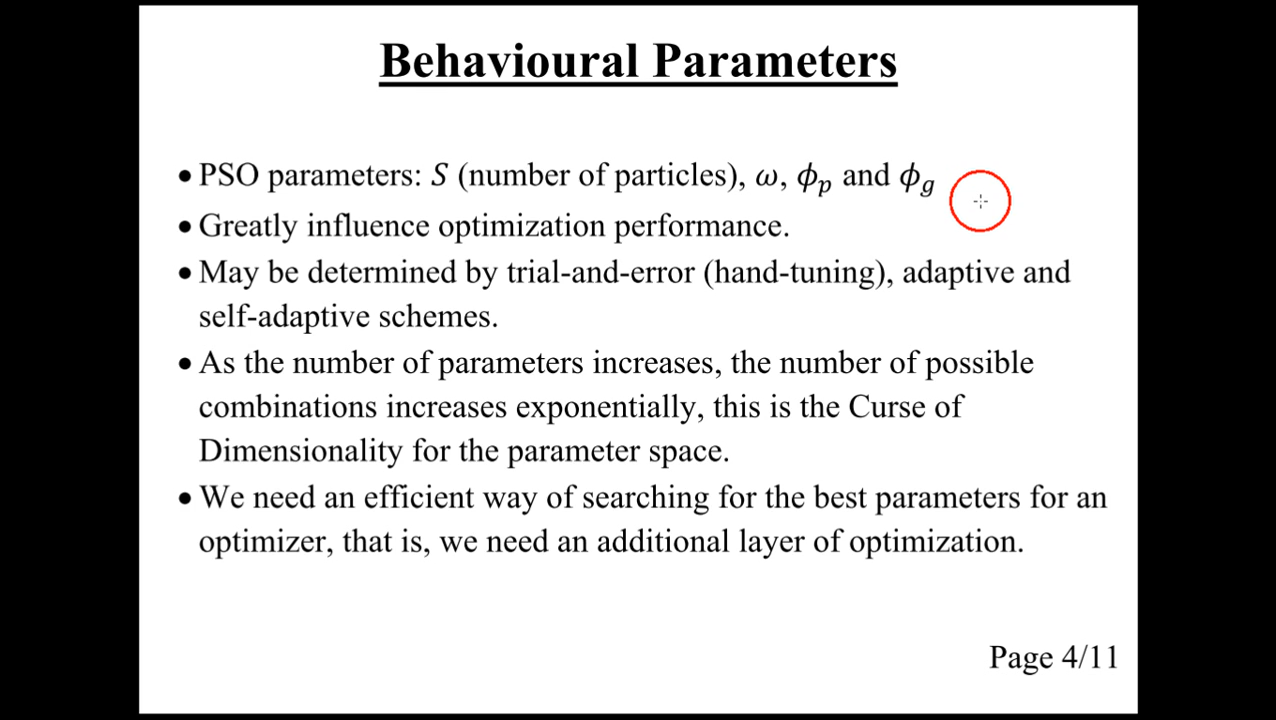 Behavioural Parameters
• PSO parameters: S (number of particles), ω, ϕp and ϕg
• Greatly influence optimization performance.
• May be determined by trial-and-error (hand-tuning), adaptive and
self-adaptive schemes.
• As the number of parameters increases, the number of possible
combinations increases exponentially, this is the Curse of
Dimensionality for the parameter space.
• We need an efficient way of searching for the best parameters for an
optimizer, that is, we need an additional layer of optimization.
Page 4/11